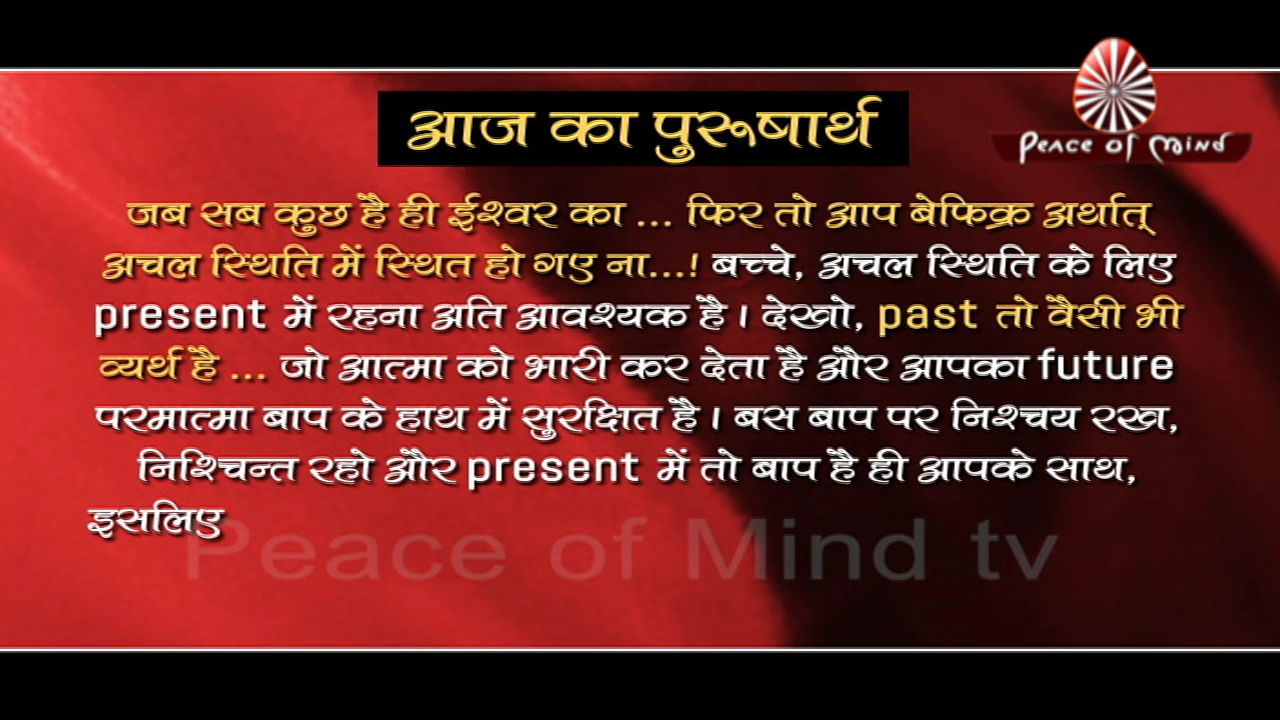 आज का पुरूषार्थ
Peace of Mind
जब सब कुछ है ही ईश्वर का ... फिर तो आप बेफिक्र अर्थात्
अचल स्थिति में स्थित हो गए ना...! बच्चे, अचल स्थिति के लिए
present में रहना अति आवश्यक है । देखो, past तो वैसी भी
व्यर्थ है ... जो आत्मा को भारी कर देता है और आपका future
परमात्मा बाप के हाथ में सुरक्षित है । बस बाप पर निश्चय रख,
निश्चिन्त रहो और present में तो बाप है ही आपके साथ,
इसलिए
Peace of Mind tv